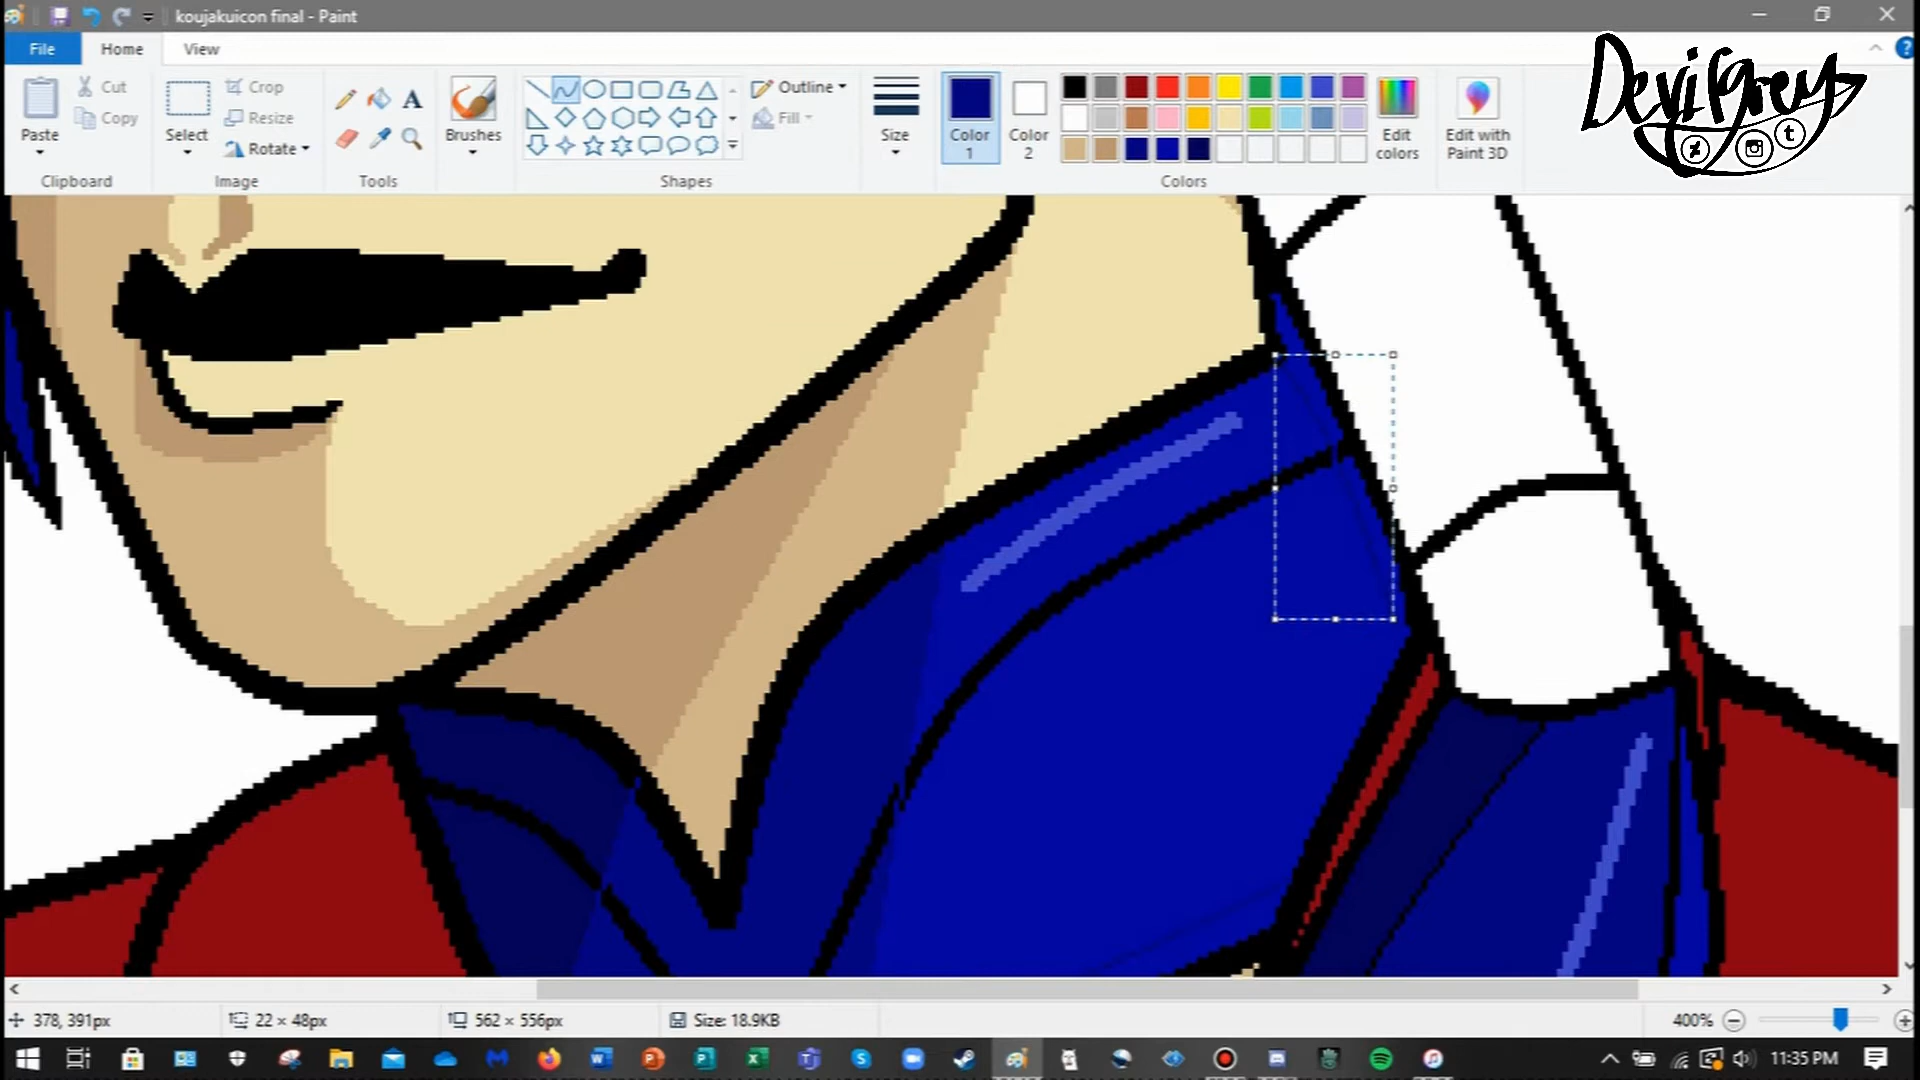 koujakuicon final - Paint
File Home View
Paste
Cut
Copy
Select
Crop
Resize
Rotate
A
Brushes
Outline
Fill
Size
Color
1
Color
2
Edit
colors
Edit with
Paint 3D
Clipboard
Image
Tools
Shapes
Colors
Devifgrey
378, 391px
22 × 48px
562 × 556px
Size: 18.9KB
400%
11:35 PM